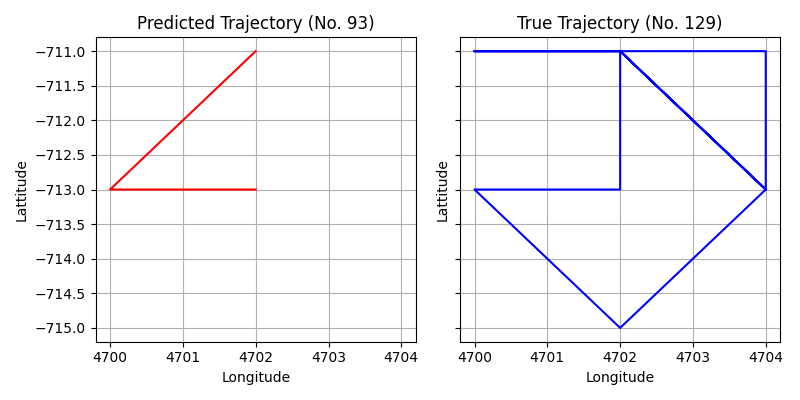 Predicted Trajectory (No. 93)
True Trajectory (No. 129)
−711.0
−711.5
−712.0
−712.5
−713.0
−713.5
−714.0
−714.5
−715.0
Lattitude
Lattitude
4700 4701 4702 4703 4704
4700 4701 4702 4703 4704
Longitude
Longitude